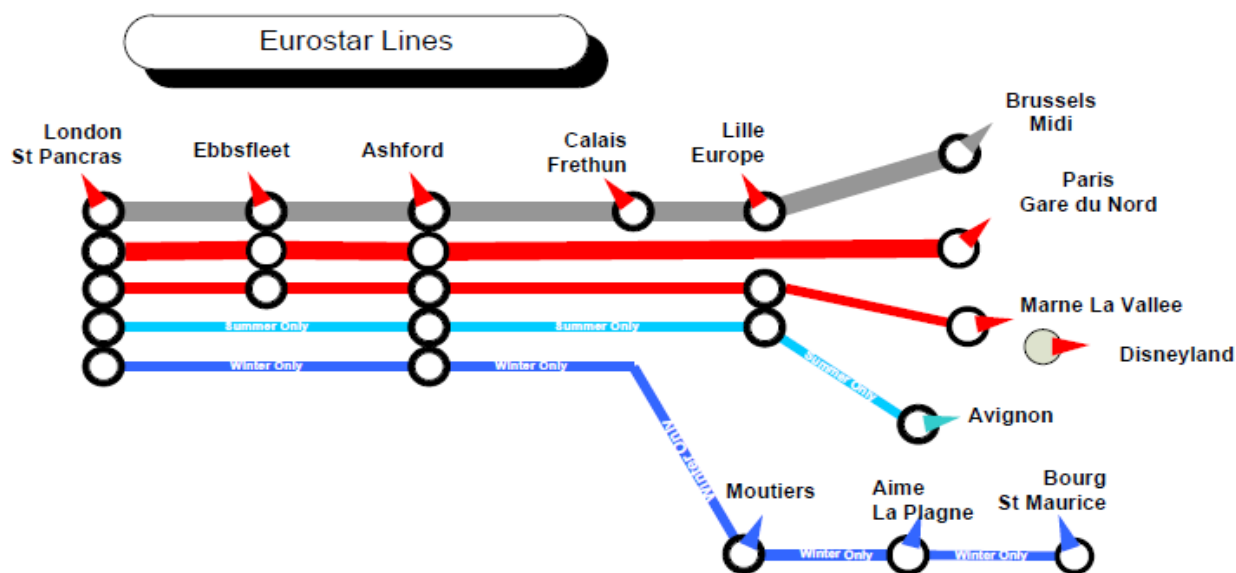 Eurostar Lines
London
St Pancras
Ebbsfleet
Ashford
Calais
Frethun
Lille
Europe
Brussels
Midi
Paris
Gare du Nord
Marne La Vallee
Disneyland
Summer Only
Summer Only
Summer Only
Avignon
Winter Only
Winter Only
Winter Only
Moutiers
Aime
La Plagne
Bourg
St Maurice
Winter Only
Winter Only